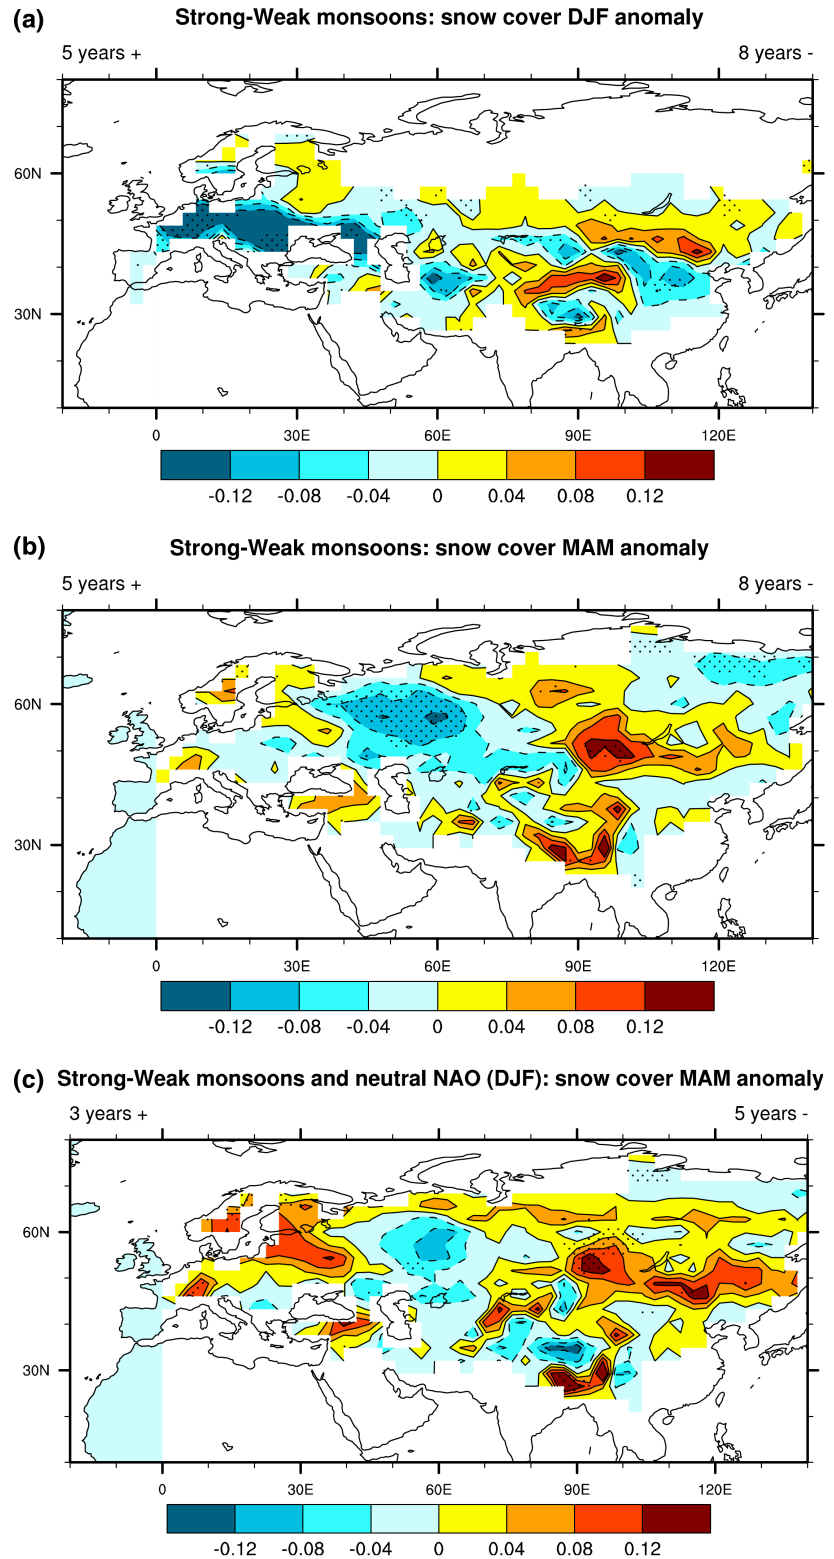 (a) Strong-Weak monsoons: snow cover DJF anomaly
5 years + 8 years -
60N
30N
0 30E 60E 90E 120E
-0.12 -0.08 -0.04 0 0.04 0.08 0.12
(b) Strong-Weak monsoons: snow cover MAM anomaly
5 years + 8 years -
60N
30N
0 30E 60E 90E 120E
-0.12 -0.08 -0.04 0 0.04 0.08 0.12
(c) Strong-Weak monsoons and neutral NAO (DJF): snow cover MAM anomaly
3 years + 5 years -
60N
30N
0 30E 60E 90E 120E
-0.12 -0.08 -0.04 0 0.04 0.08 0.12